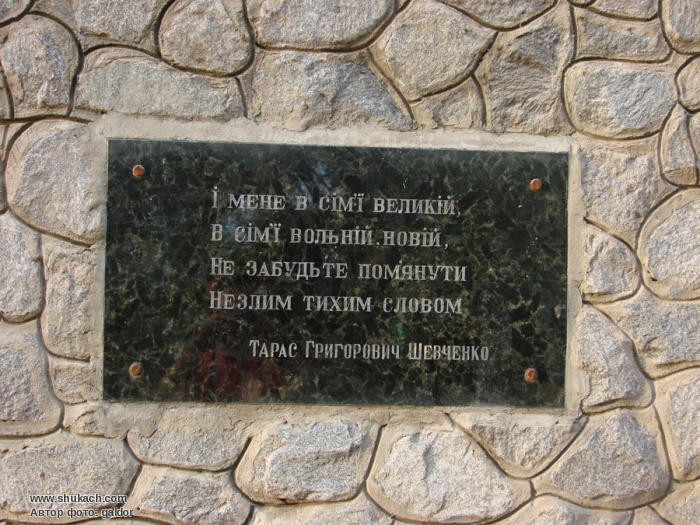 І МЕНЕ В СІМ'Ї ВЕЛИКІЙ,
В СІМ'Ї ВОЛЬНІЙ, НОВІЙ,
НЕ ЗАБУДЬТЕ ПОМ'ЯНУТИ
НЕЗЛИМ ТИХИМ СЛОВОМ
ТАРАС ГРИГОРОВИЧ ШЕВЧЕНКО
www.shukach.com
Автор фото: galdor